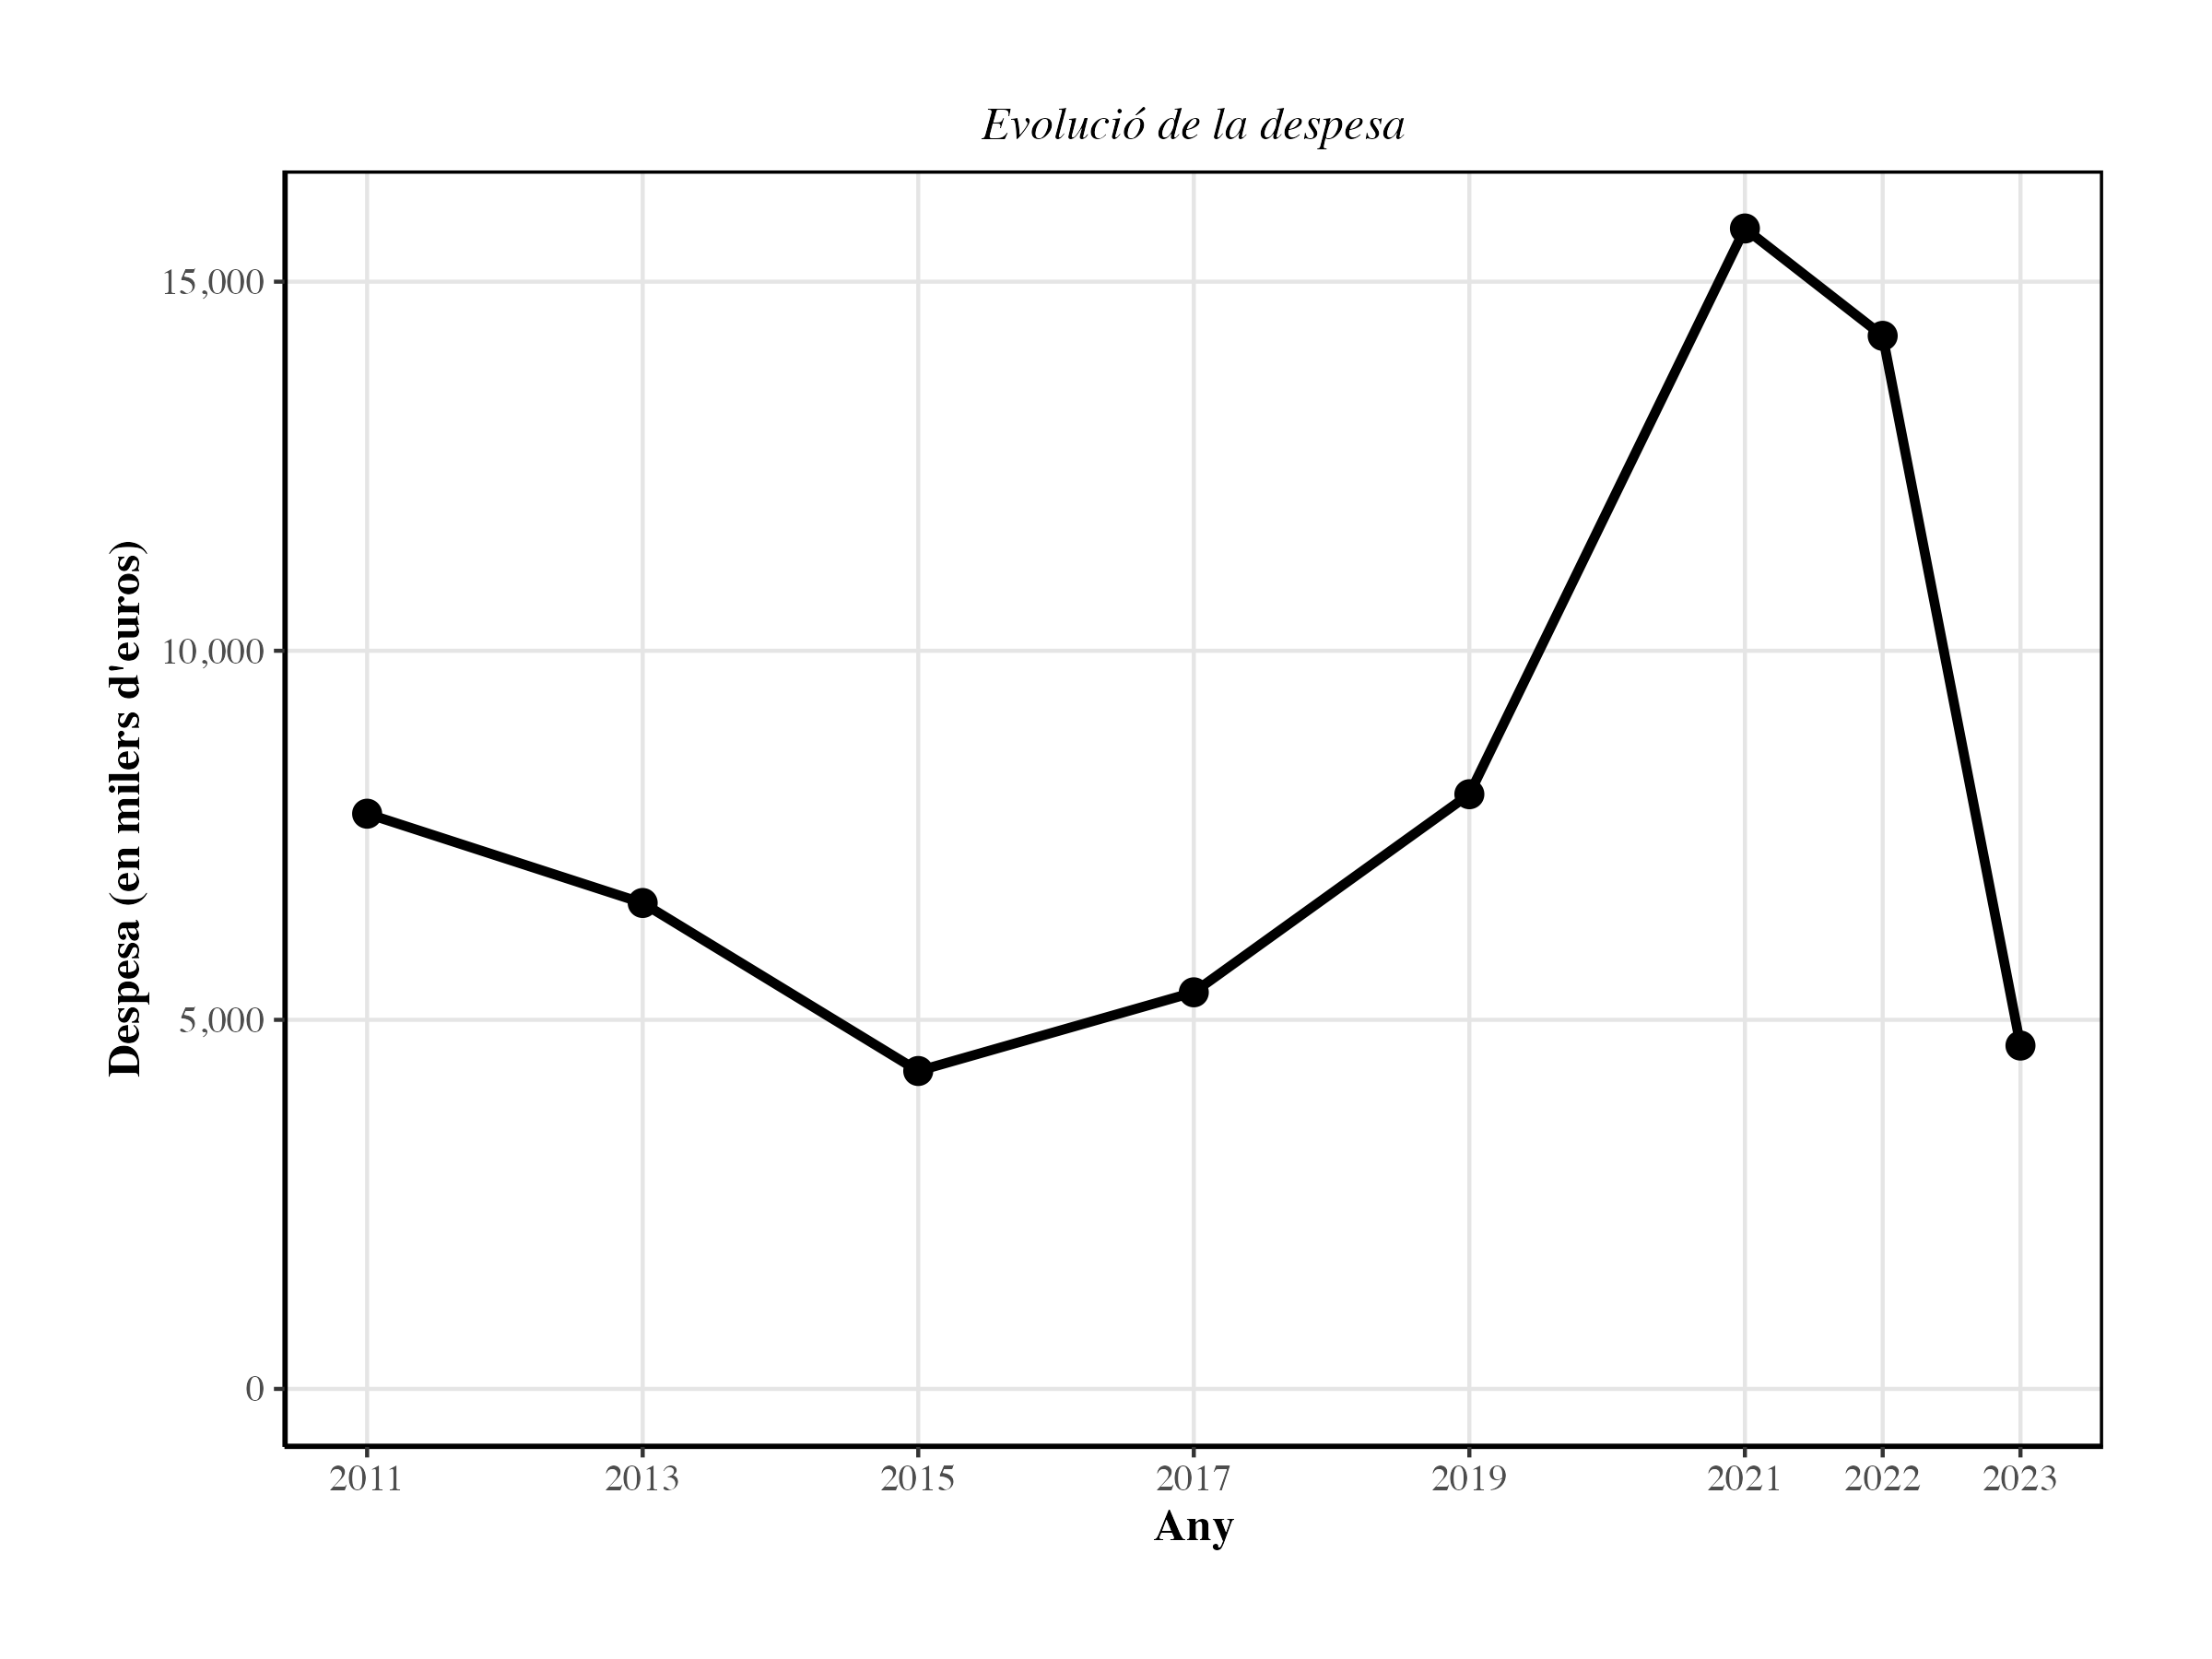 Evolució de la despesa
Despesa (en milers d'euros)
15,000
10,000
5,000
0
2011 2013 2015 2017 2019 2021 2022 2023
Any